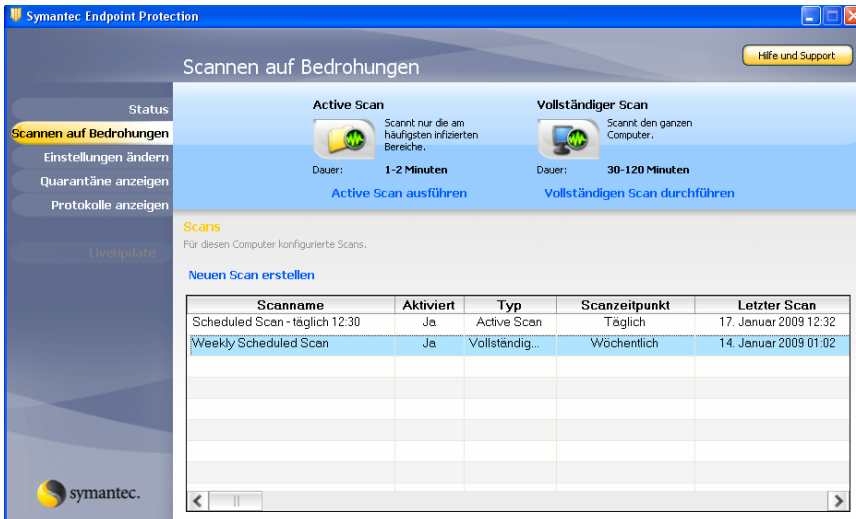 Symantec Endpoint Protection
Scannen auf Bedrohungen
Hilfe und Support
Status
Scannen auf Bedrohungen
Einstellungen ändern
Quarantäne anzeigen
Protokolle anzeigen
LiveUpdate
symantec.
Active Scan
Scannt nur die am
häufigsten infizierten
Bereiche.
Dauer: 1-2 Minuten
Active Scan ausführen
Vollständiger Scan
Scannt den ganzen
Computer.
Dauer: 30-120 Minuten
Vollständigen Scan durchführen
Scans
Für diesen Computer konfigurierte Scans.
Neuen Scan erstellen
Scanname Aktiviert Typ Scanzeitpunkt Letzter Scan
Scheduled Scan - täglich 12:30 Ja Active Scan Täglich 17. Januar 2009 12:32
Weekly Scheduled Scan Ja Vollständig... Wöchentlich 14. Januar 2009 01:02